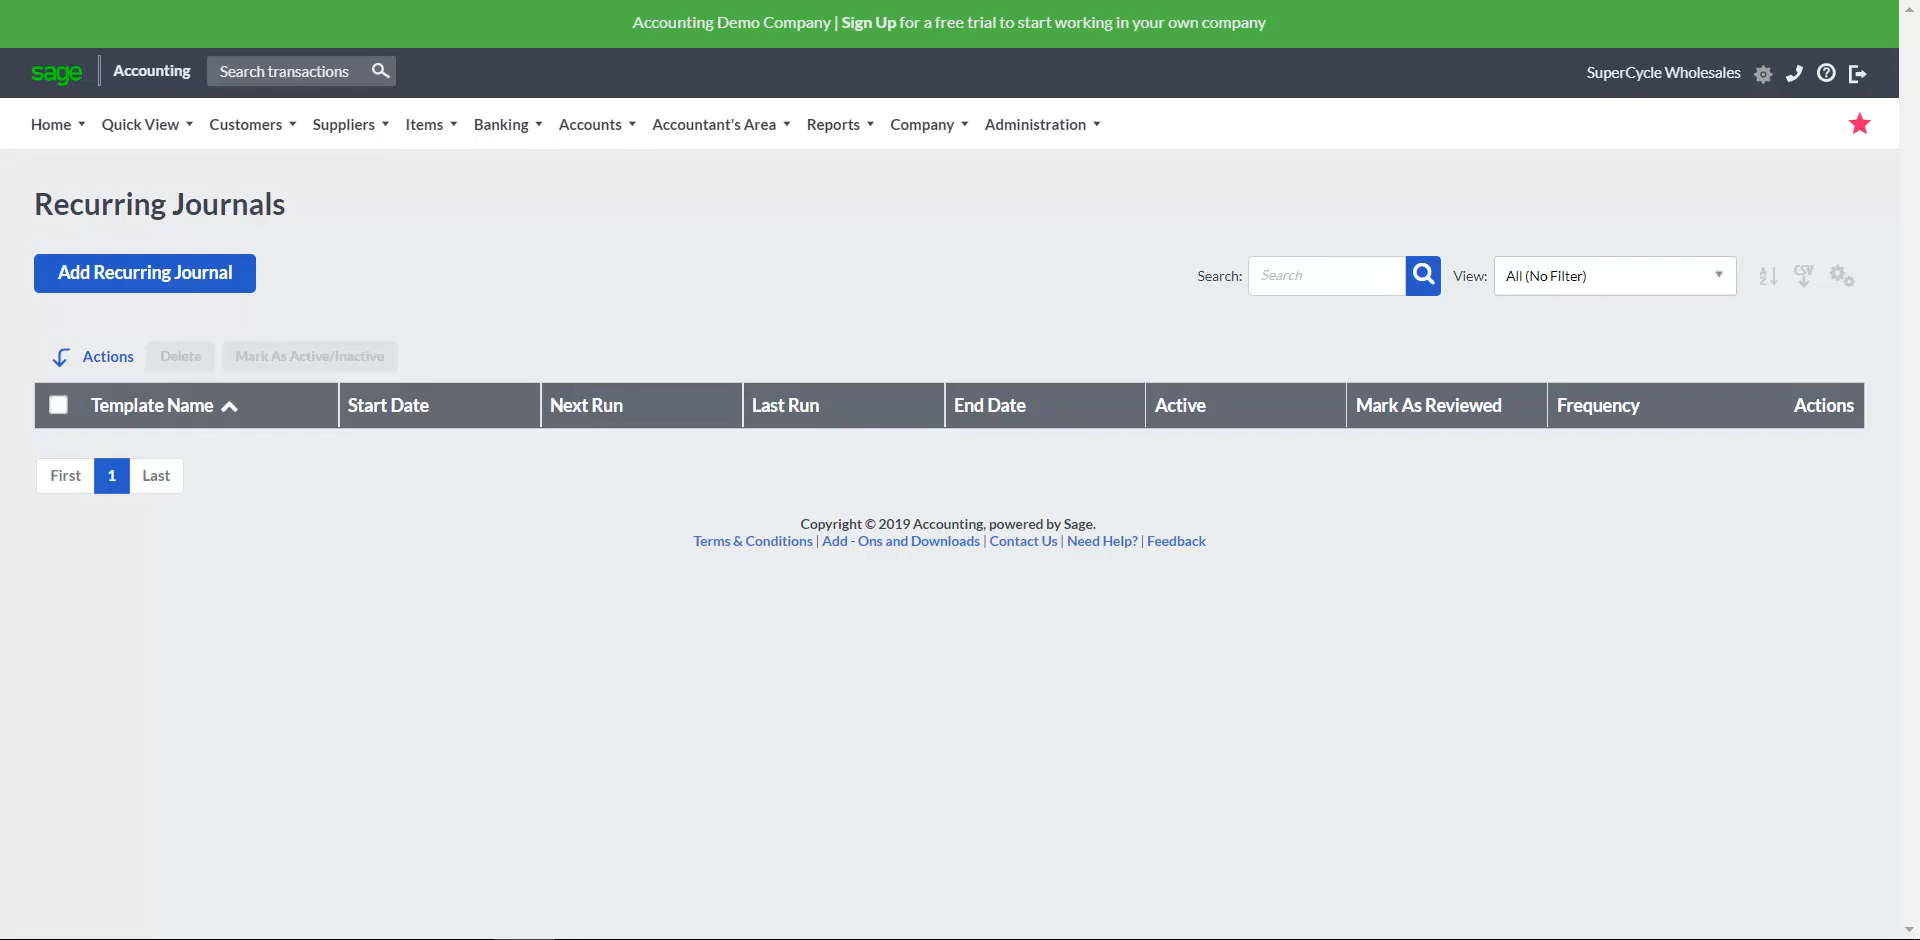 Accounting Demo Company | Sign Up for a free trial to start working in your own company
sage Accounting Search transactions SuperCycle Wholesales
Home Quick View Customers Suppliers Items Banking Accounts Accountant's Area Reports Company Administration
Recurring Journals
Add Recurring Journal Search: Search View: All (No Filter) CSV
Actions Delete Mark As Active/Inactive
Template Name Start Date Next Run Last Run End Date Active Mark As Reviewed Frequency Actions
First 1 Last
Copyright © 2019 Accounting, powered by Sage.
Terms & Conditions | Add - Ons and Downloads | Contact Us | Need Help? | Feedback